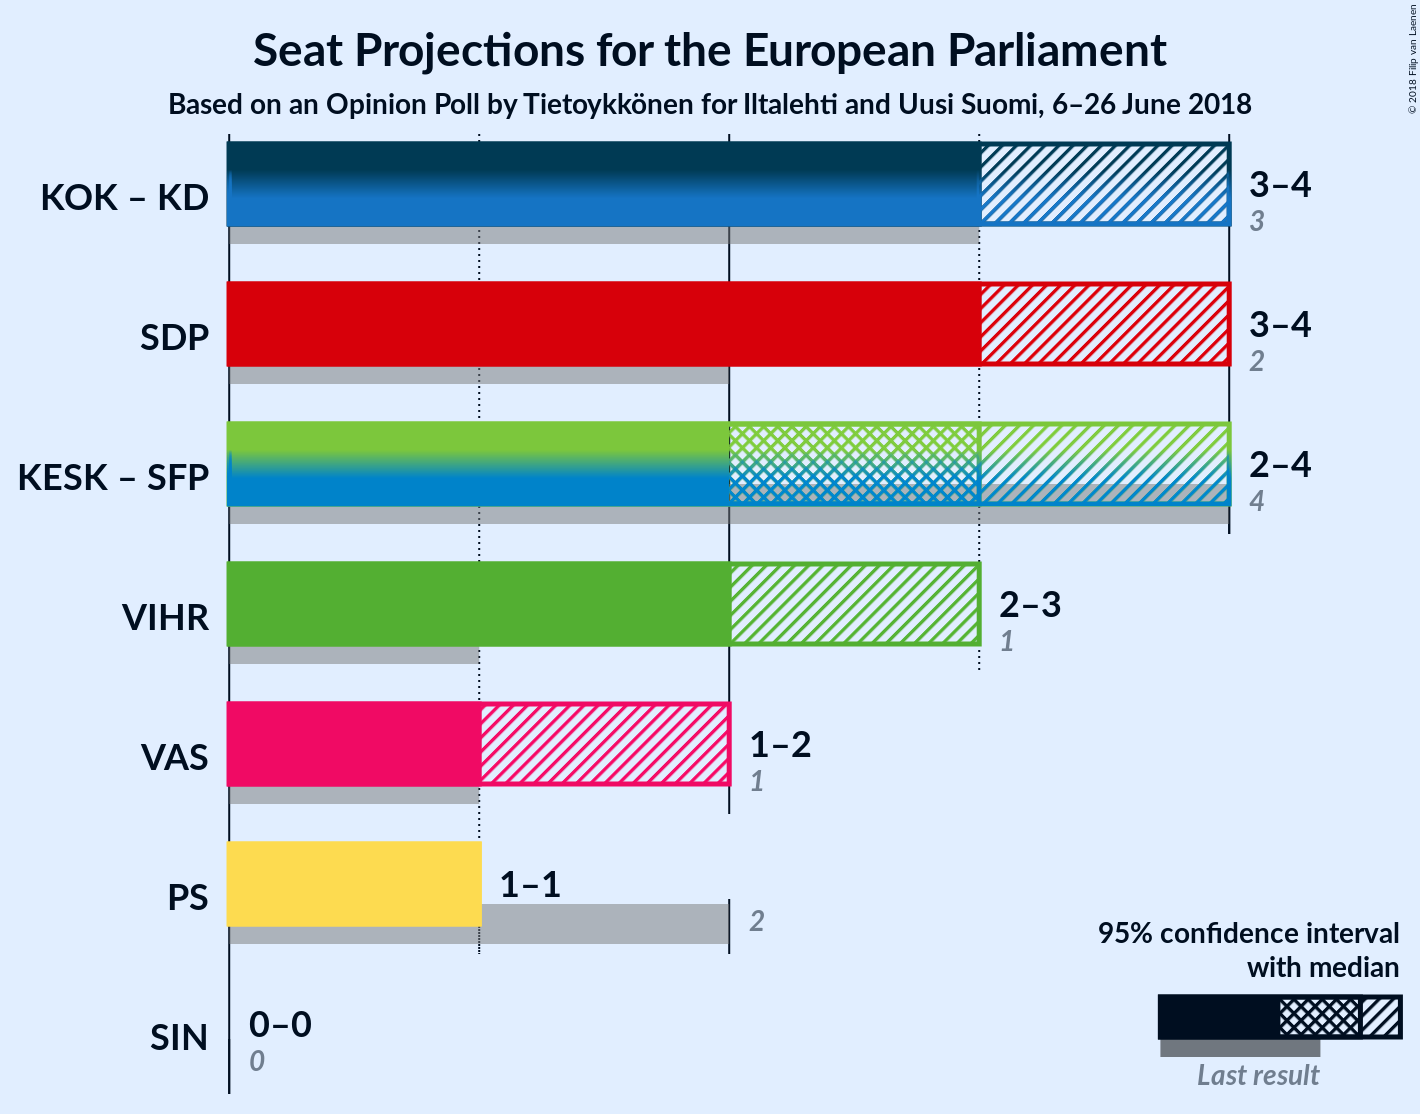 Seat Projections for the European Parliament
Based on an Opinion Poll by Tietoykkönen for Iltalehti and Uusi Suomi, 6–26 June 2018
© 2018 Filip van Laenen
KOK – KD
3–4
3
SDP
3–4
2
KESK – SFP
2–4
4
VIHR
2–3
1
VAS
1–2
1
PS
1–1
2
SIN
0–0
0
95% confidence interval
with median
Last result